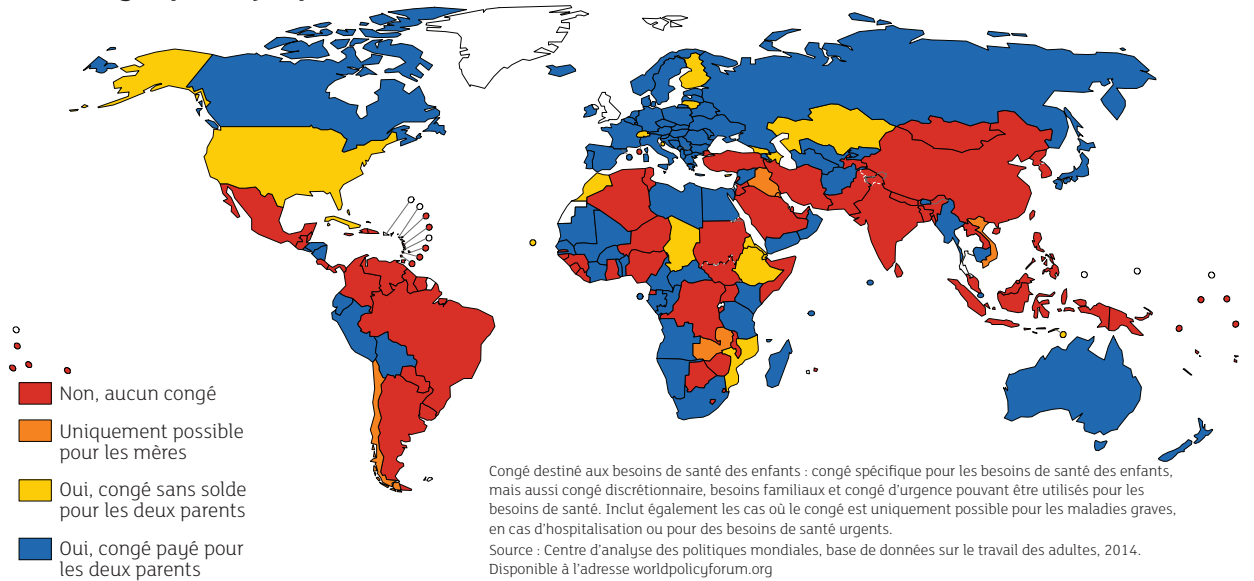 Non, aucun congé
Uniquement possible
pour les mères
Oui, congé sans solde
pour les deux parents
Oui, congé payé pour
les deux parents
Congé destiné aux besoins de santé des enfants : congé spécifique pour les besoins de santé des enfants,
mais aussi congé discrétionnaire, besoins familiaux et congé d'urgence pouvant être utilisés pour les
besoins de santé. Inclut également les cas où le congé est uniquement possible pour les maladies graves,
en cas d'hospitalisation ou pour des besoins de santé urgents.
Source : Centre d'analyse des politiques mondiales, base de données sur le travail des adultes, 2014.
Disponible à l'adresse worldpolicyforum.org